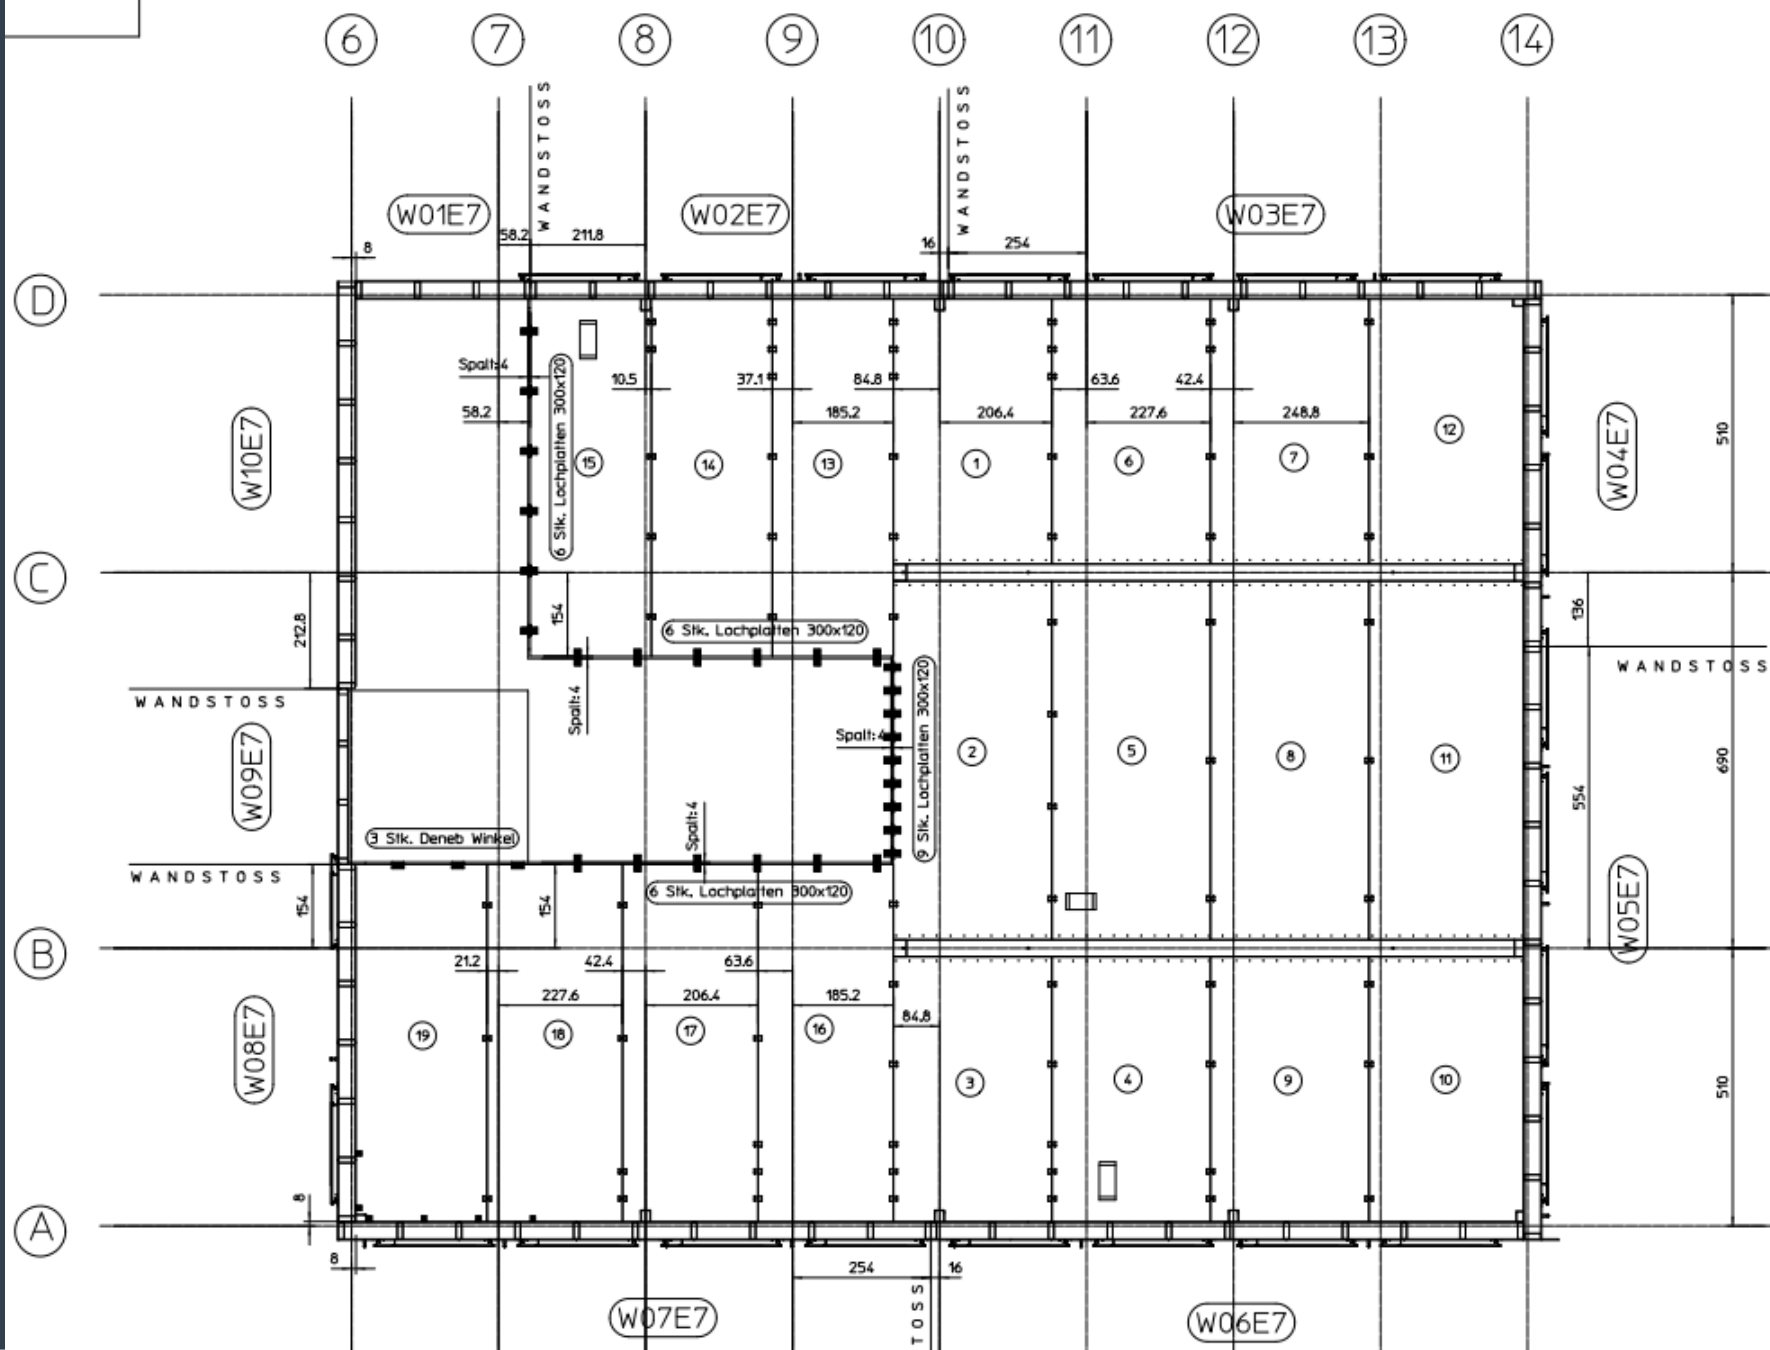 6 7 8 9 10 11 12 13 14
WANDSTOSS
WANDSTOSS
W01E7
W02E7
W03E7
58.2 211.8
16 254
8
D
Spalt:4
6 Stk. Lochplatten 300x120
10.5 37.1 84.8 63.6 42.4
58.2 185.2 206.4 227.6 248.8
12
510
W10E7
W04E7
15 14 13 1 6 7
C
154
136
212.8
6 Stk. Lochplatten 300x120
WANDSTOSS
WANDSTOSS
Spalt:4
9 Stk. Lochplatten 300x120
Spalt:4
2 5 8 11
690
W09E7
554
Spalt:4
3 Stk. Deneb Winkel
WANDSTOSS
6 Stk. Lochplatten 300x120
154
154
W05E7
B
21.2 42.4 63.6
227.6 206.4 185.2
84.8
19 18 17 16
W08E7
3 4 9 10
510
8
A
8
254 16
TOSS
W07E7
W06E7